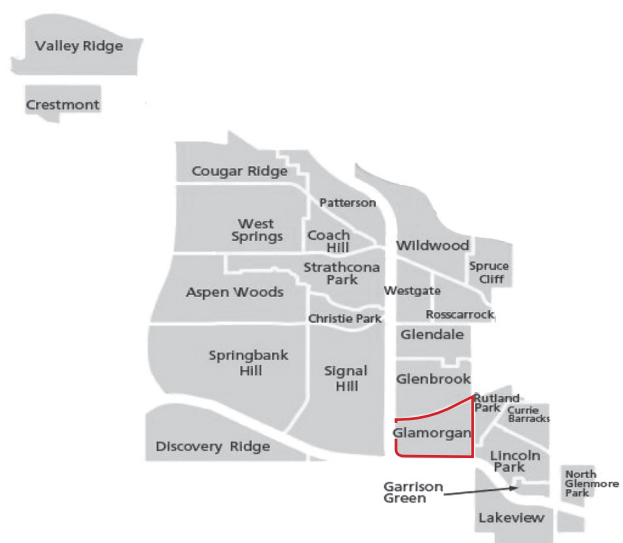 Valley Ridge
Crestmont
Cougar Ridge
Patterson
West
Springs
Coach
Hill
Wildwood
Strathcona
Park
Spruce
Cliff
Aspen Woods
Westgate
Christie Park
Rosscarrock
Glendale
Springbank
Hill
Signal
Hill
Glenbrook
Rutland
Park
Currie
Barracks
Glamorgan
Discovery Ridge
Lincoln
Park
North
Glenmore
Park
Garrison
Green
Lakeview